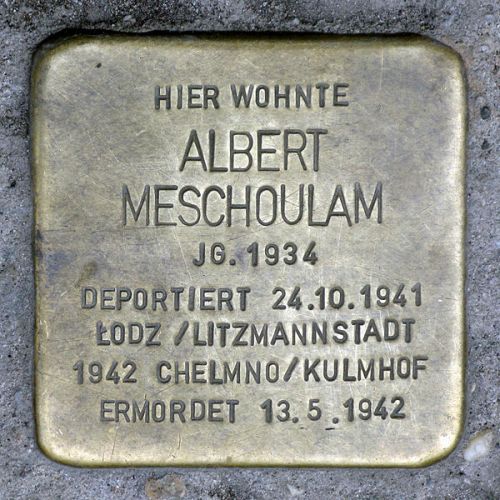 HIER WOHNTE
ALBERT
MESCHOULAM
JG. 1934
DEPORTIERT 24.10.1941
ŁODZ / LITZMANNSTADT
1942 CHELMNO/KULMHOF
ERMORDET 13.5.1942